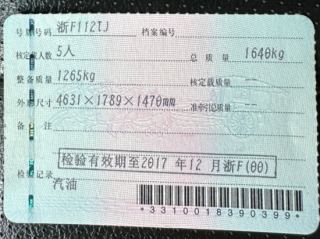 号牌号码 浙F112TJ 档案编号
核定载人数 5人 总质量 1640kg
整备质量 1265kg 核定载质量 --
外廓尺寸 4631×1789×1470mm 准牵引总质量 --
备注
检验有效期至2017年12月浙F(00)
检验记录
汽油
*3310018390399*